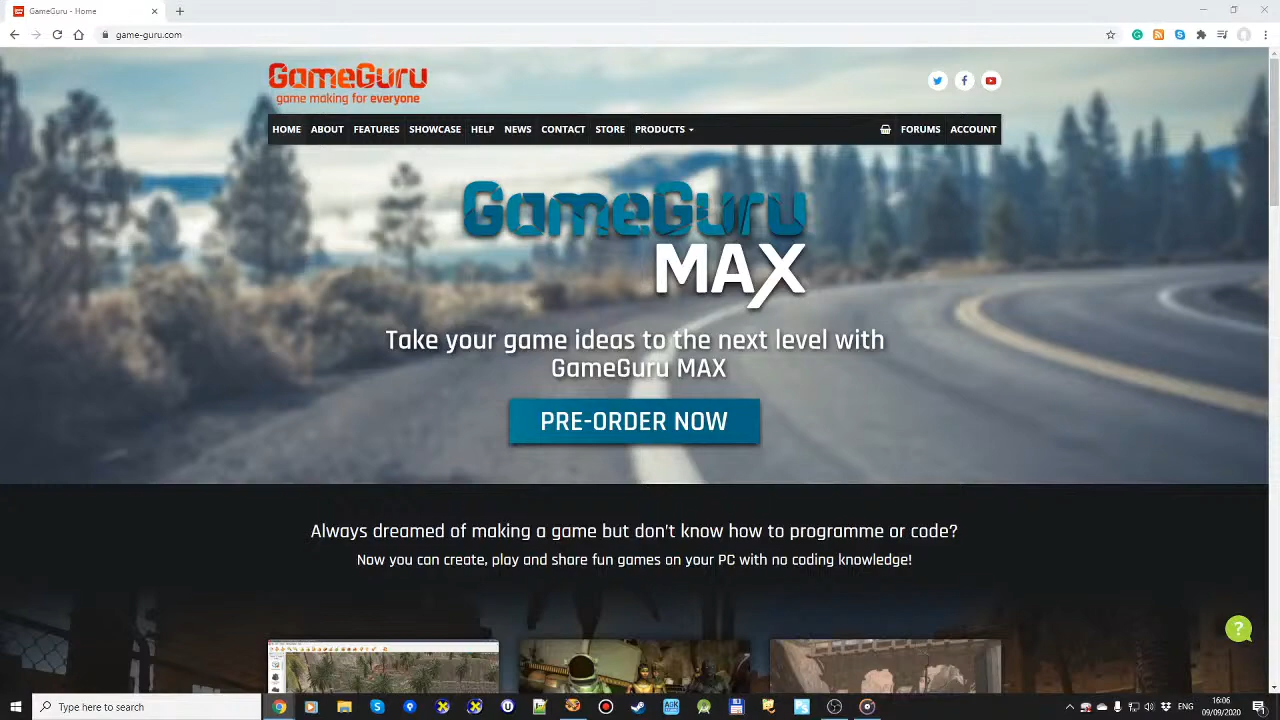 GameGuru - Home
game-guru.com
GameGuru
game making for everyone
HOME ABOUT FEATURES SHOWCASE HELP NEWS CONTACT STORE PRODUCTS FORUMS ACCOUNT
GameGuru
MAX
Take your game ideas to the next level with
GameGuru MAX
PRE-ORDER NOW
Always dreamed of making a game but don't know how to programme or code?
Now you can create, play and share fun games on your PC with no coding knowledge!
?
Type here to search
AGK
ENG
16:06
09/09/2020